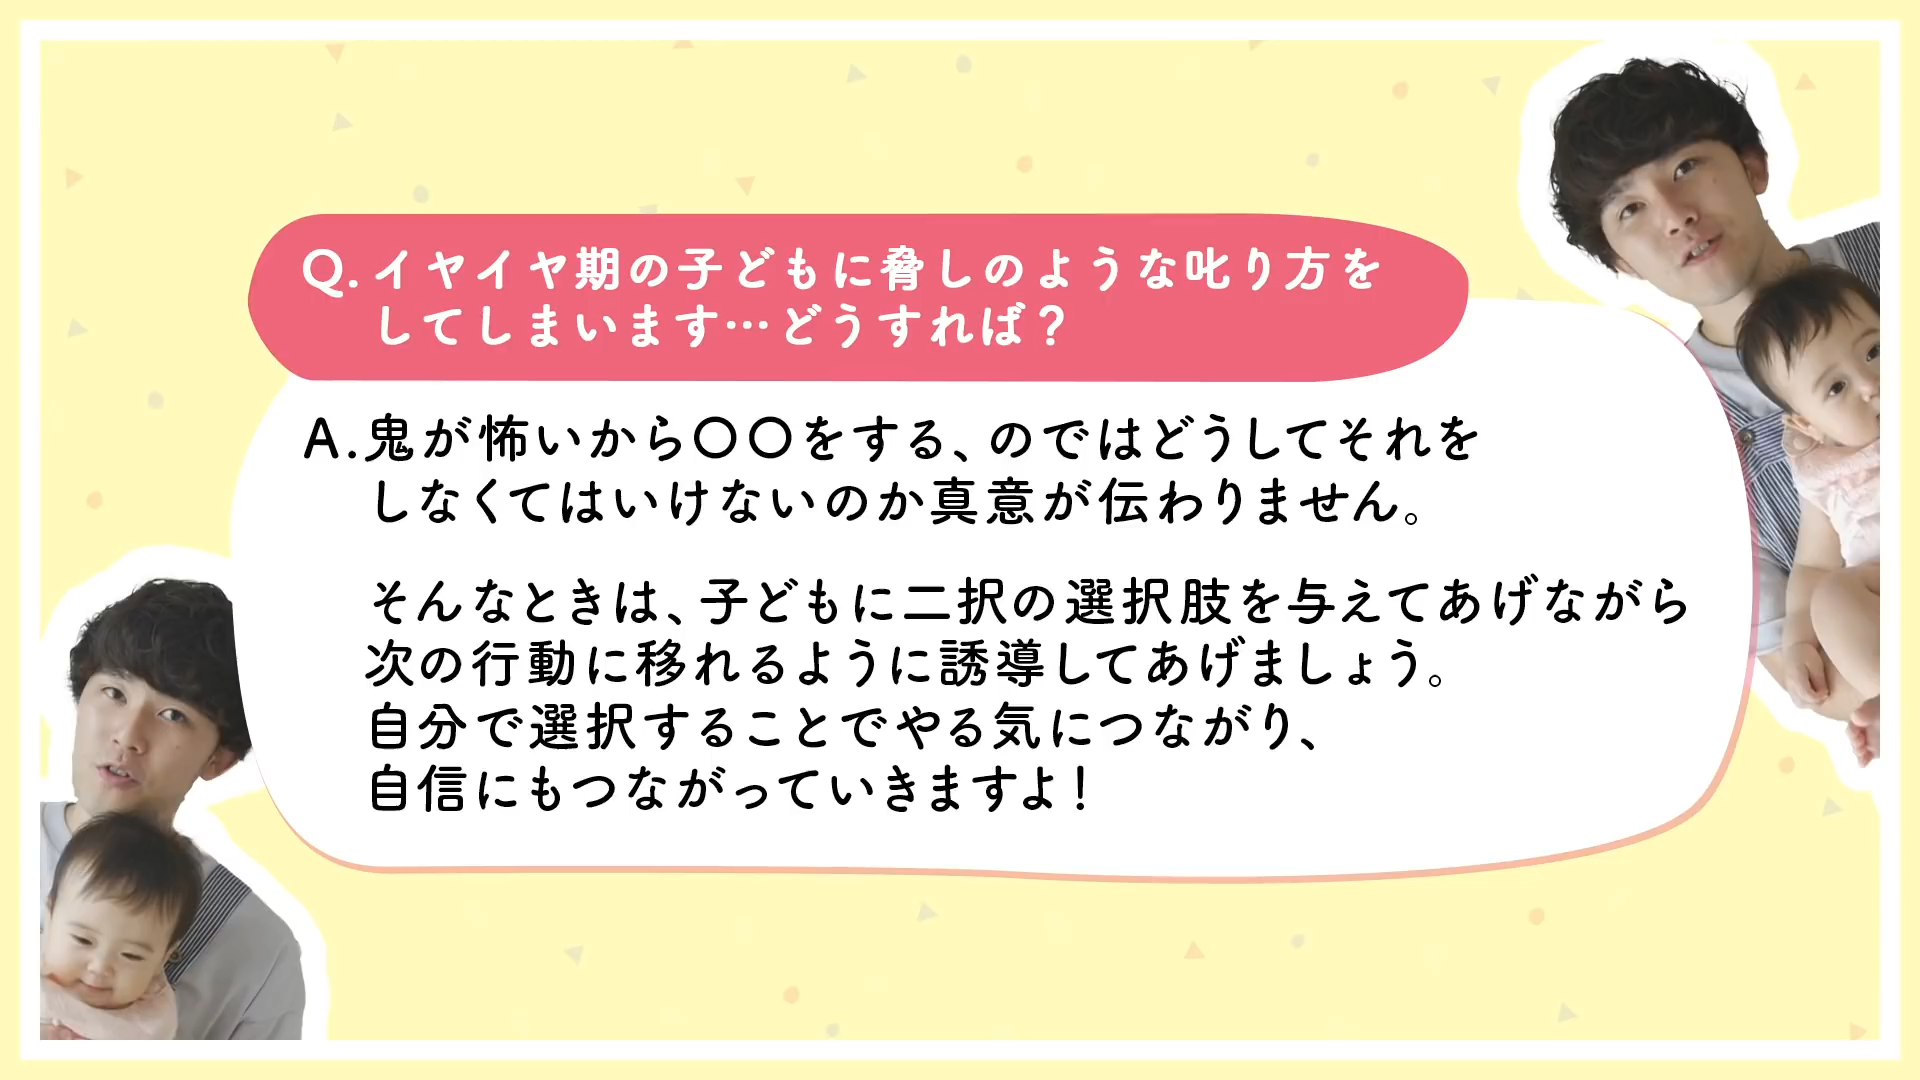 Q.イヤイヤ期の子どもに脅しのような叱り方を
してしまいます…どうすれば？
A.鬼が怖いから〇〇をする、のではどうしてそれを
しなくてはいけないのか真意が伝わりません。
そんなときは、子どもに二択の選択肢を与えてあげながら
次の行動に移れるように誘導してあげましょう。
自分で選択することでやる気につながり、
自信にもつながっていきますよ！